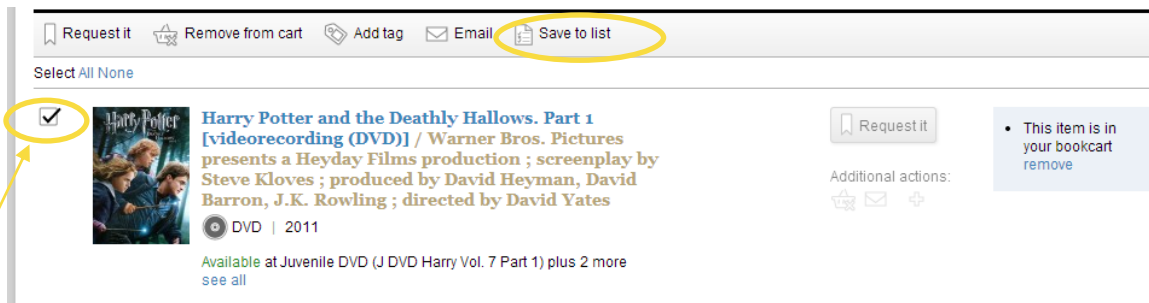 Request it Remove from cart Add tag Email Save to list
Select All None
Harry Potter
Harry Potter and the Deathly Hallows. Part 1
[videorecording (DVD)] / Warner Bros. Pictures
presents a Heyday Films production ; screenplay by
Steve Kloves ; produced by David Heyman, David
Barron, J.K. Rowling ; directed by David Yates
DVD | 2011
Available at Juvenile DVD (J DVD Harry Vol. 7 Part 1) plus 2 more
see all
Request it
Additional actions:
• This item is in
your bookcart
remove